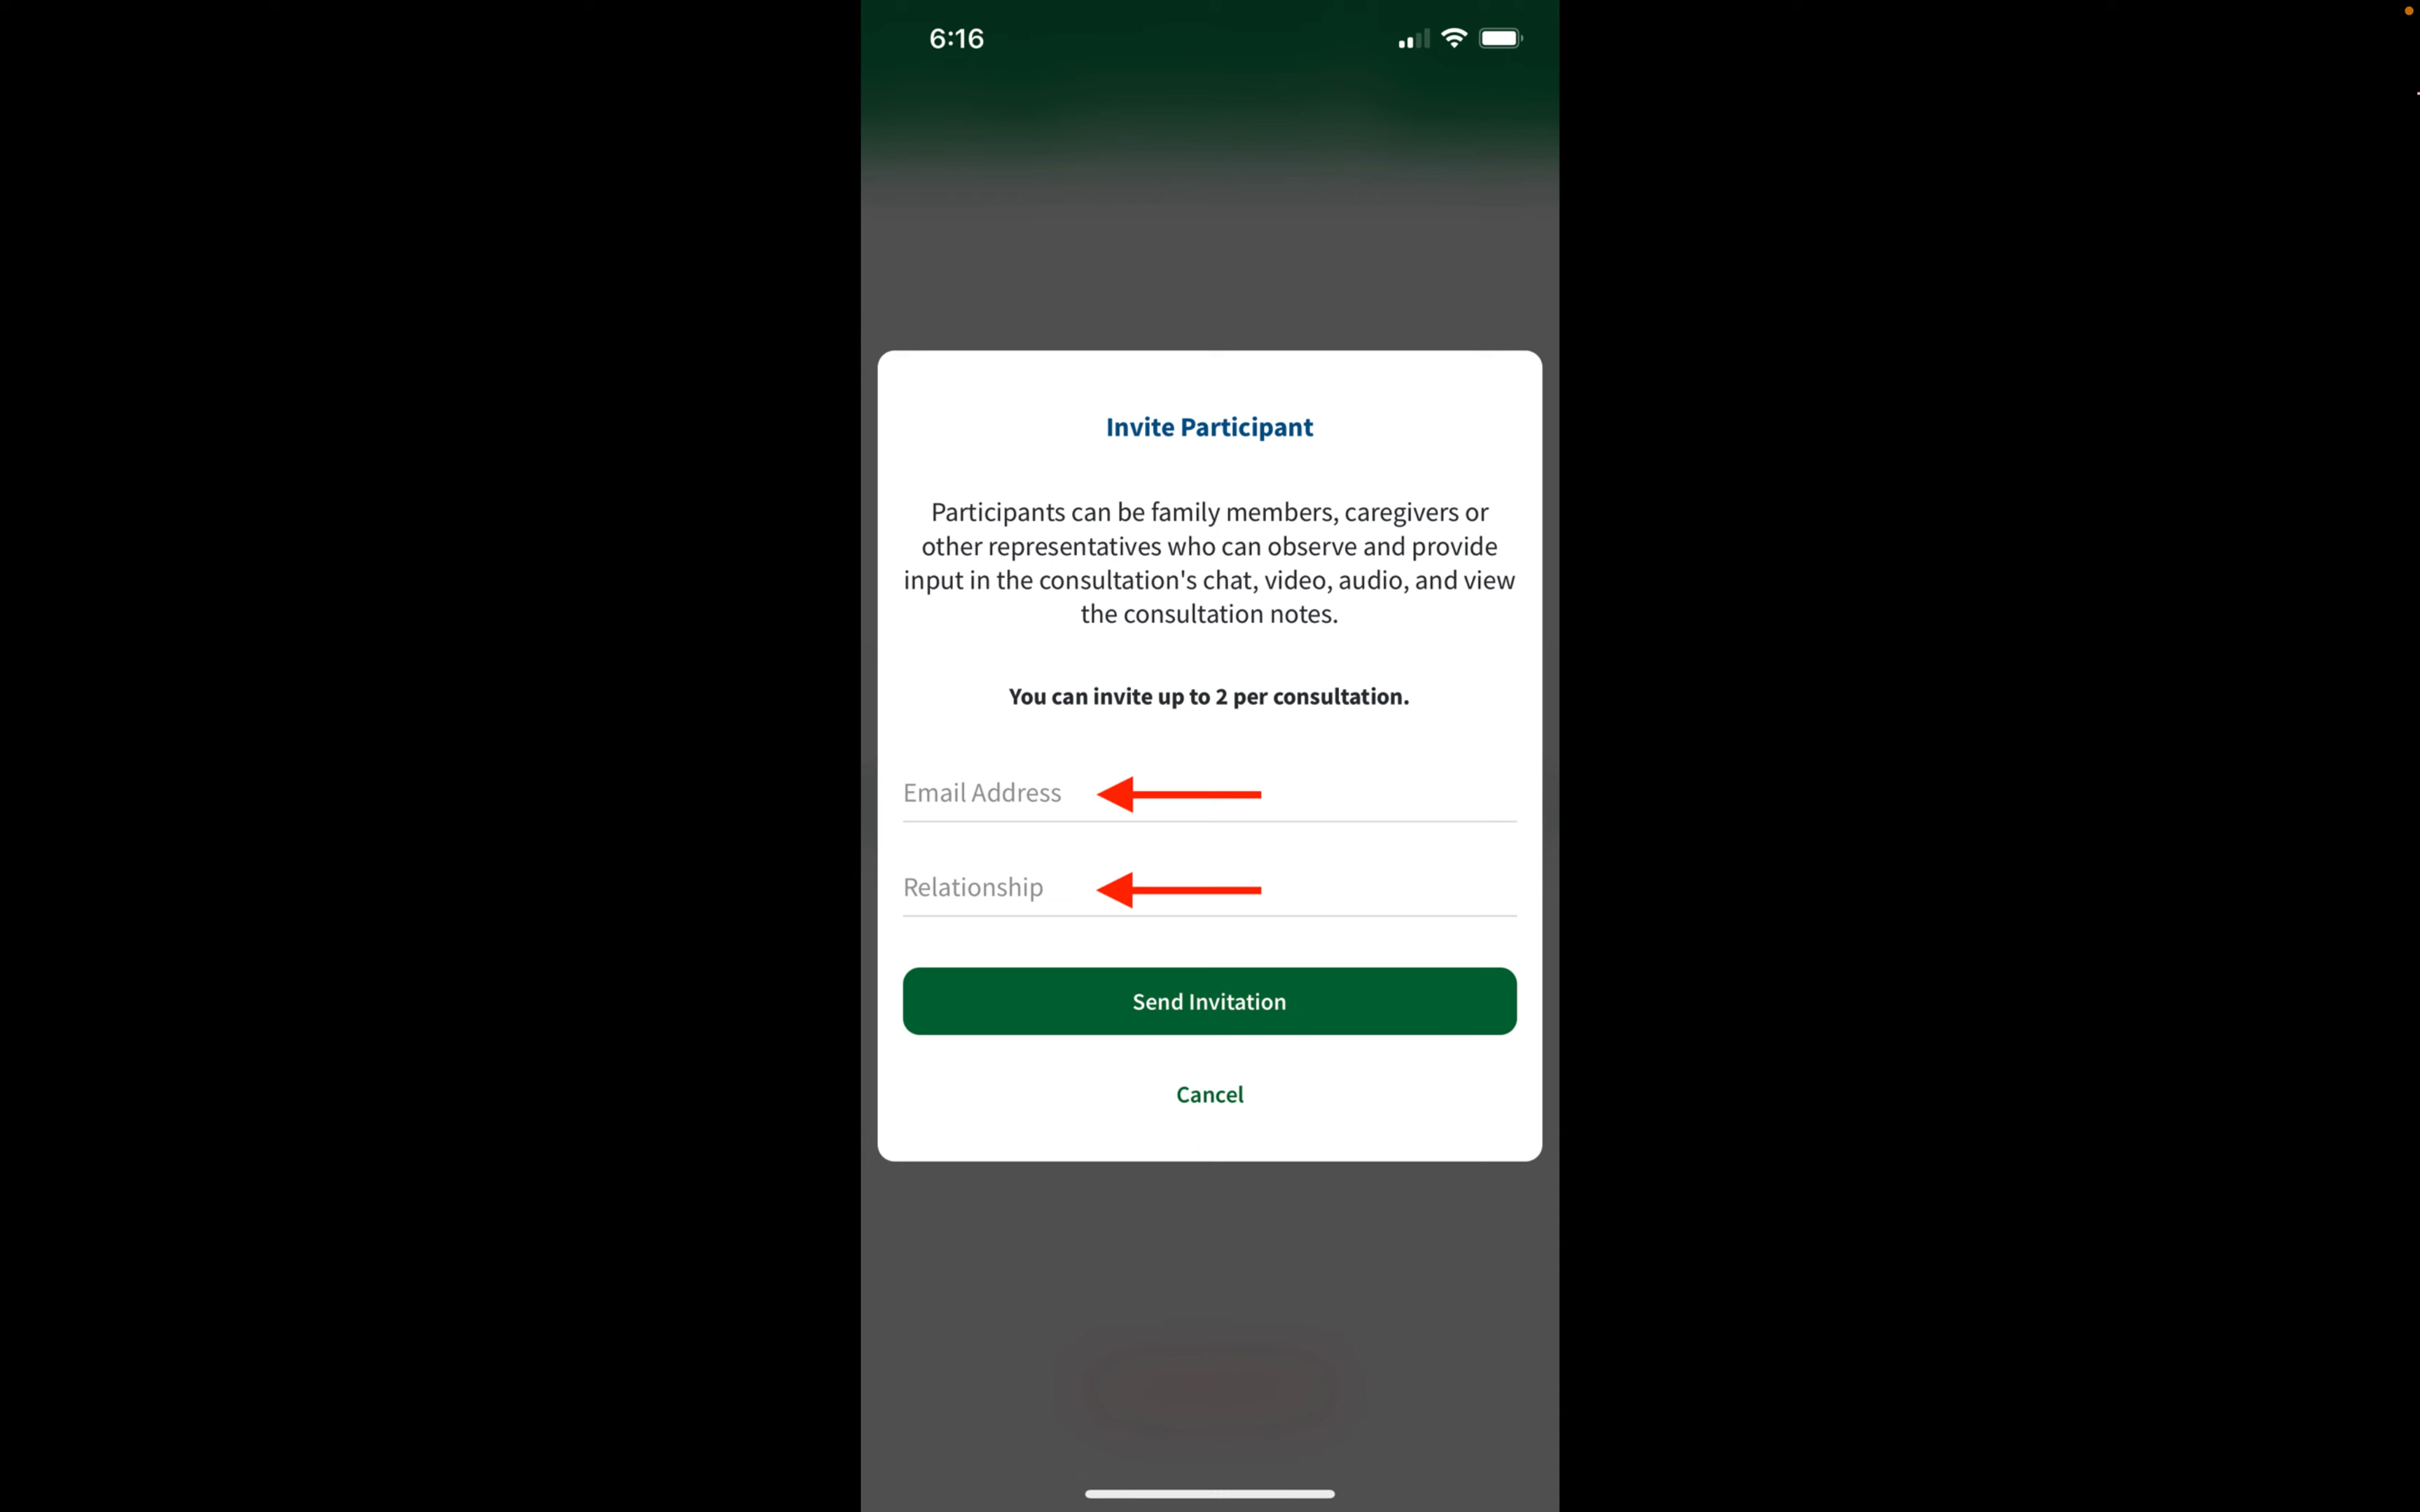 6:16
Invite Participant
Participants can be family members, caregivers or
other representatives who can observe and provide
input in the consultation's chat, video, audio, and view
the consultation notes.
You can invite up to 2 per consultation.
Email Address
Relationship
Send Invitation
Cancel